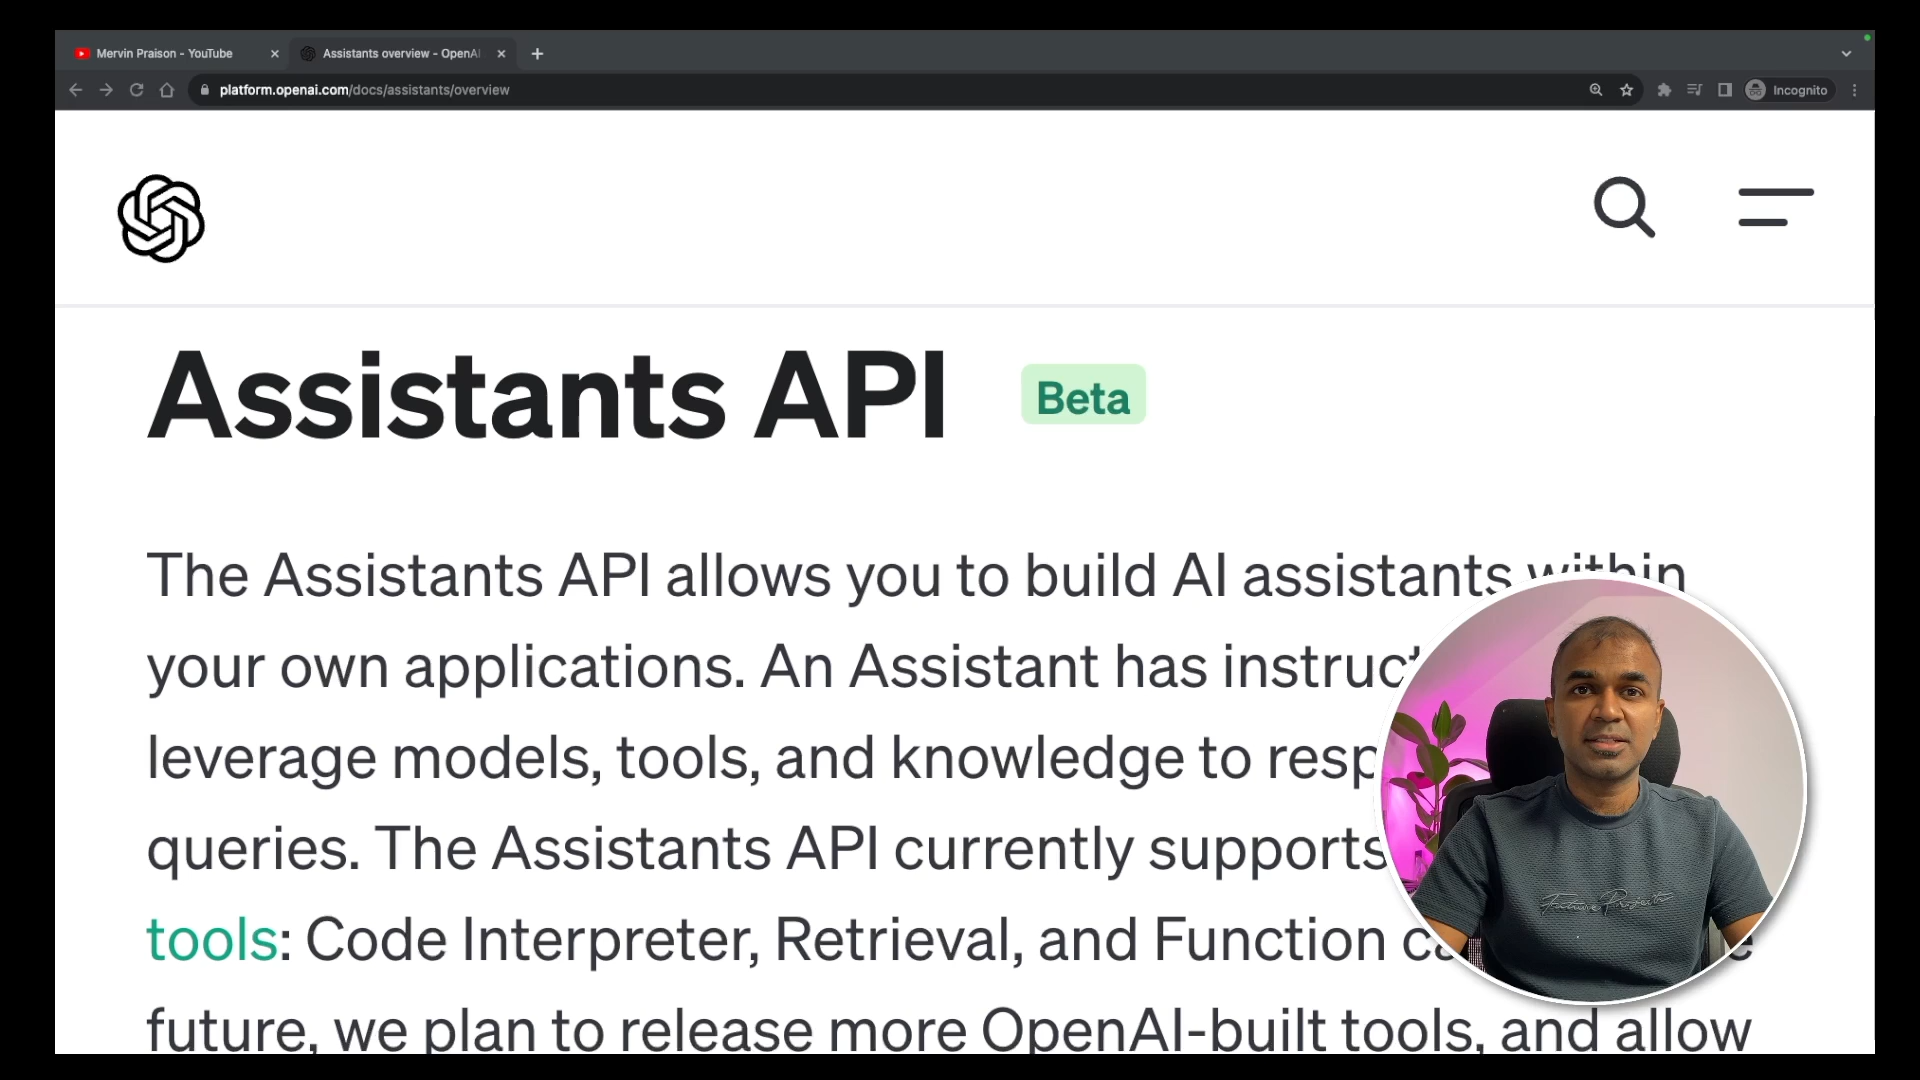 Mervin Praison - YouTube
Assistants overview - OpenAI
platform.openai.com/docs/assistants/overview
Incognito
Assistants API
Beta
The Assistants API allows you to build AI assistants within
your own applications. An Assistant has
leverage models, tools, and knowledge to
queries. The Assistants API currently supports
tools: Code Interpreter, Retrieval, and Function
future, we plan to release more OpenAI-built tools, and allow
Future Projects